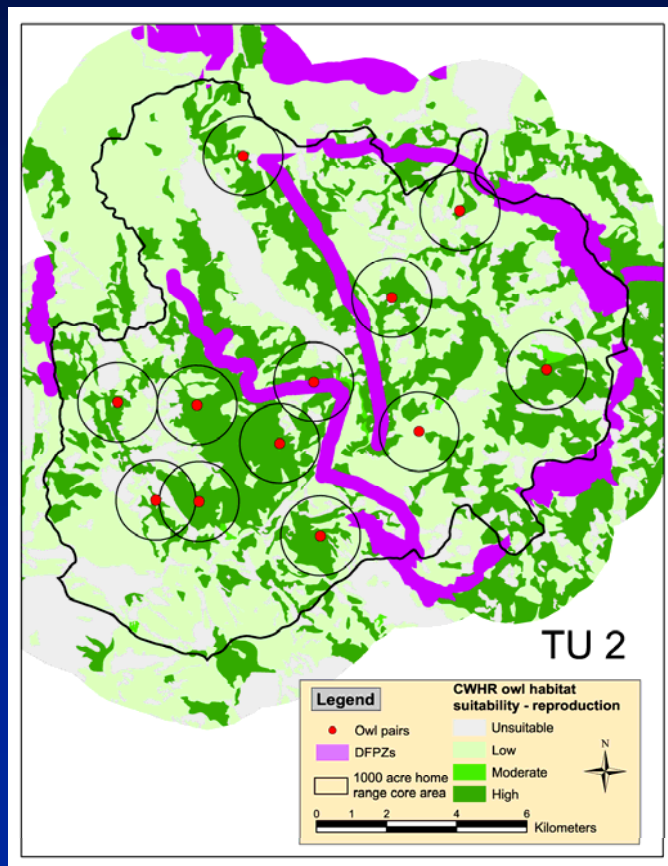 TU 2
Legend
Owl pairs
DFPZs
1000 acre home
range core area
CWHR owl habitat
suitability - reproduction
Unsuitable
Low
Moderate
High
N
0 1 2 4 6
Kilometers